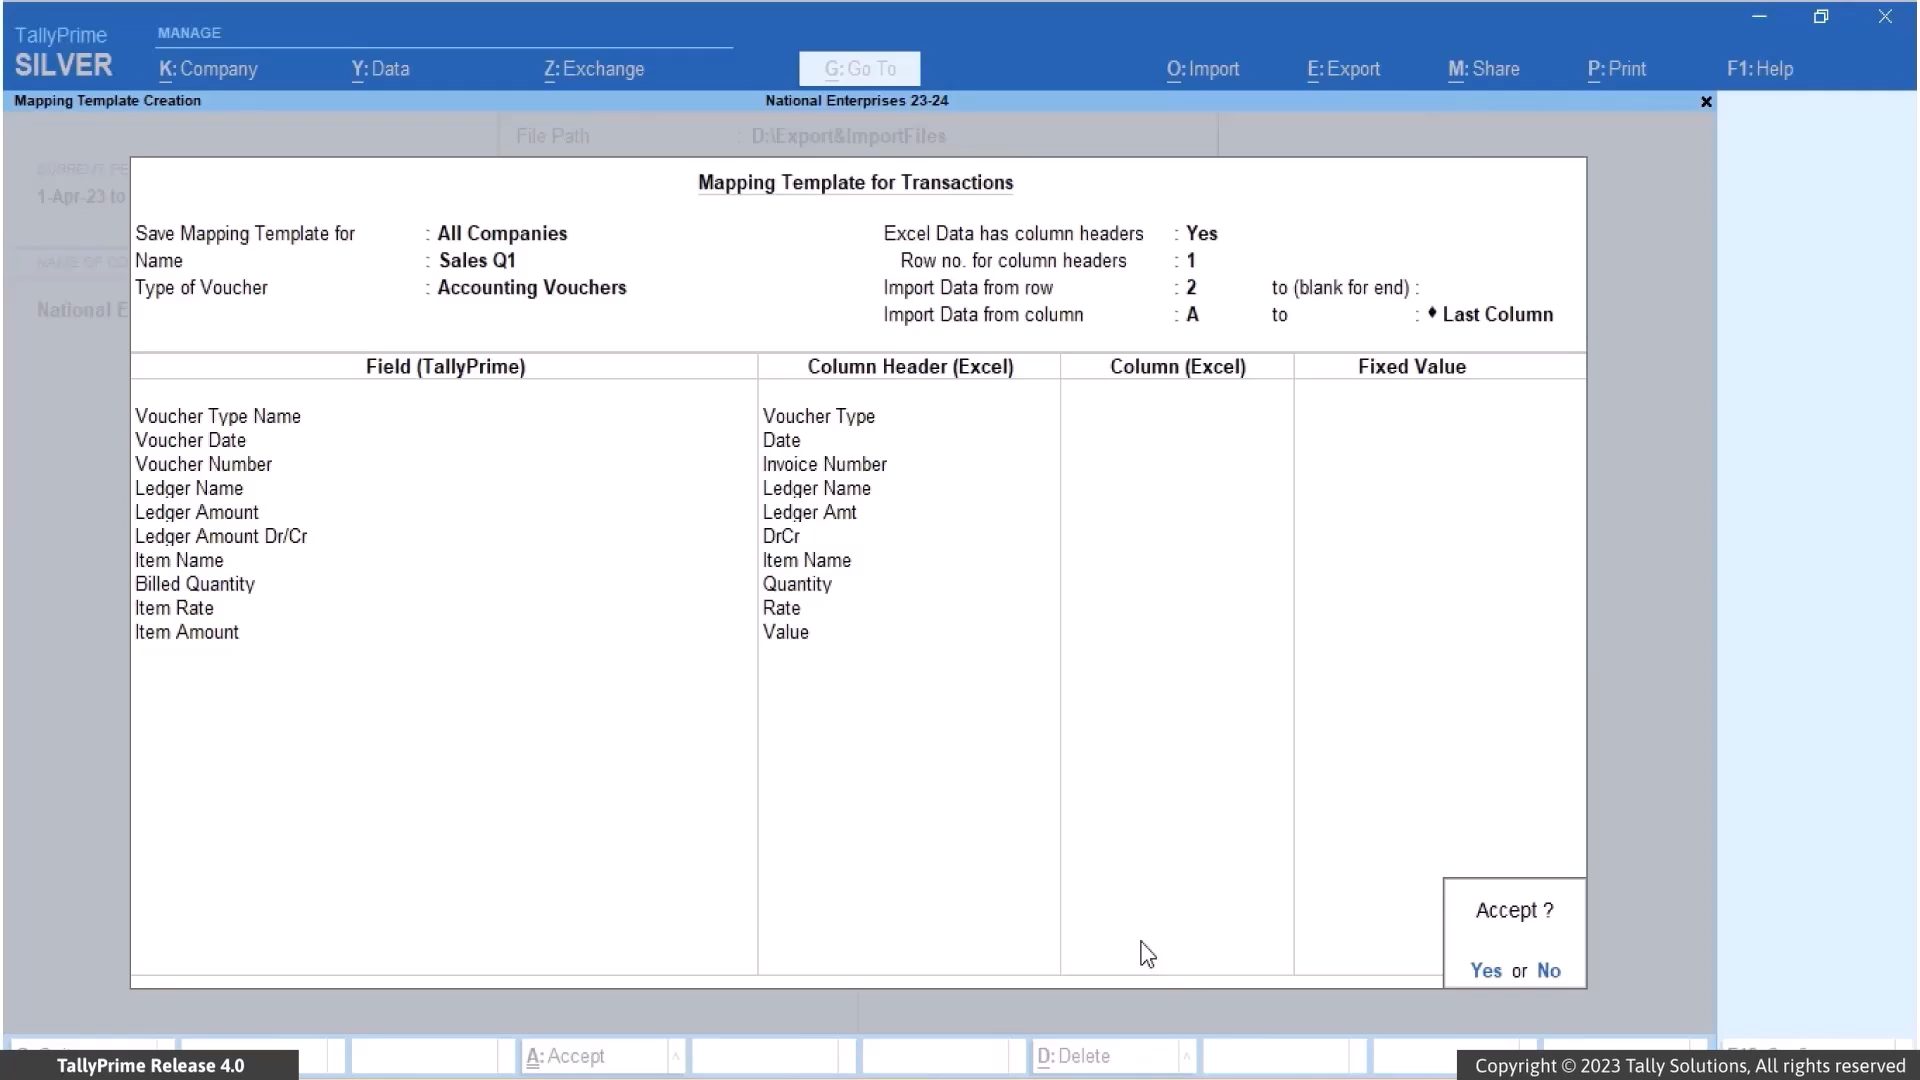 TallyPrime
SILVER
MANAGE
K: Company
Y: Data
Z: Exchange
G: Go To
O: Import
E: Export
M: Share
P: Print
F1: Help
Mapping Template Creation
National Enterprises 23-24
File Path : D:\Export&ImportFiles
1-Apr-23 to
National E
Mapping Template for Transactions
Save Mapping Template for : All Companies
Name : Sales Q1
Type of Voucher : Accounting Vouchers
Excel Data has column headers : Yes
Row no. for column headers : 1
Import Data from row : 2 to (blank for end) :
Import Data from column : A to : ♦ Last Column
Field (TallyPrime) Column Header (Excel) Column (Excel) Fixed Value
Voucher Type Name Voucher Type
Voucher Date Date
Voucher Number Invoice Number
Ledger Name Ledger Name
Ledger Amount Ledger Amt
Ledger Amount Dr/Cr DrCr
Item Name Item Name
Billed Quantity Quantity
Item Rate Rate
Item Amount Value
Accept ?
Yes or No
A: Accept
D: Delete
TallyPrime Release 4.0
Copyright © 2023 Tally Solutions, All rights reserved